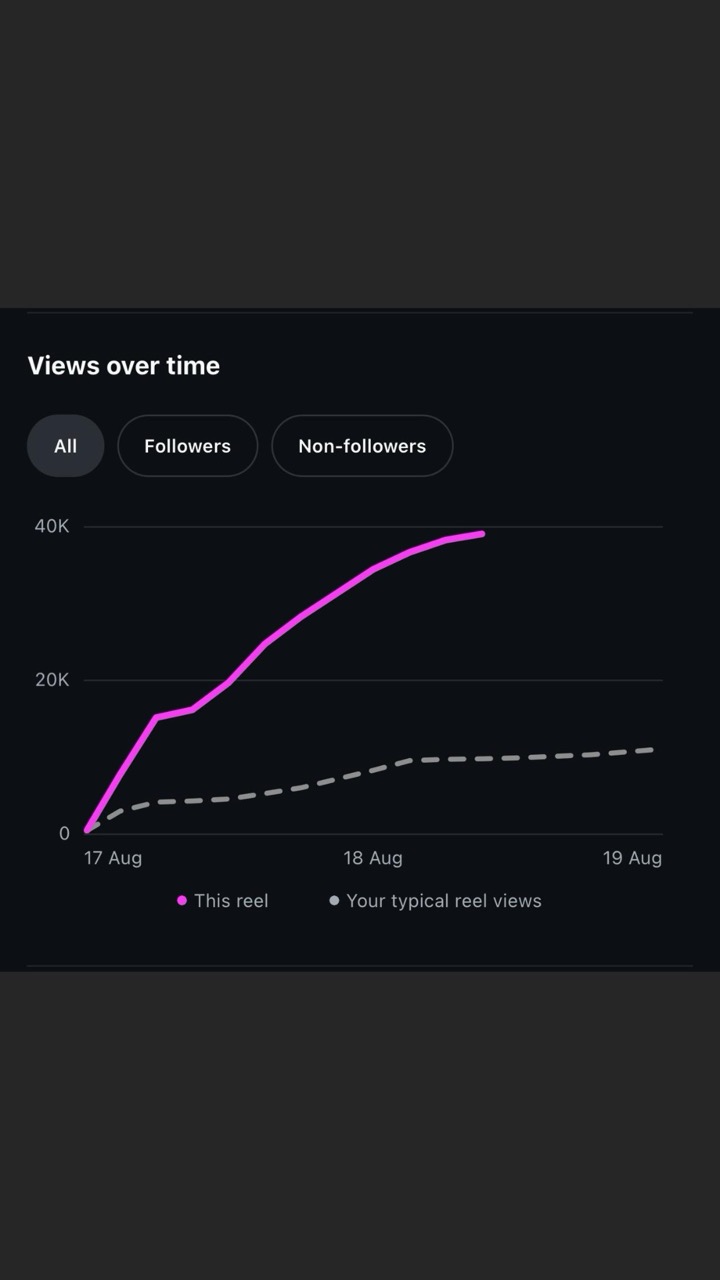 Views over time
All Followers Non-followers
40K
20K
0
17 Aug 18 Aug 19 Aug
This reel Your typical reel views